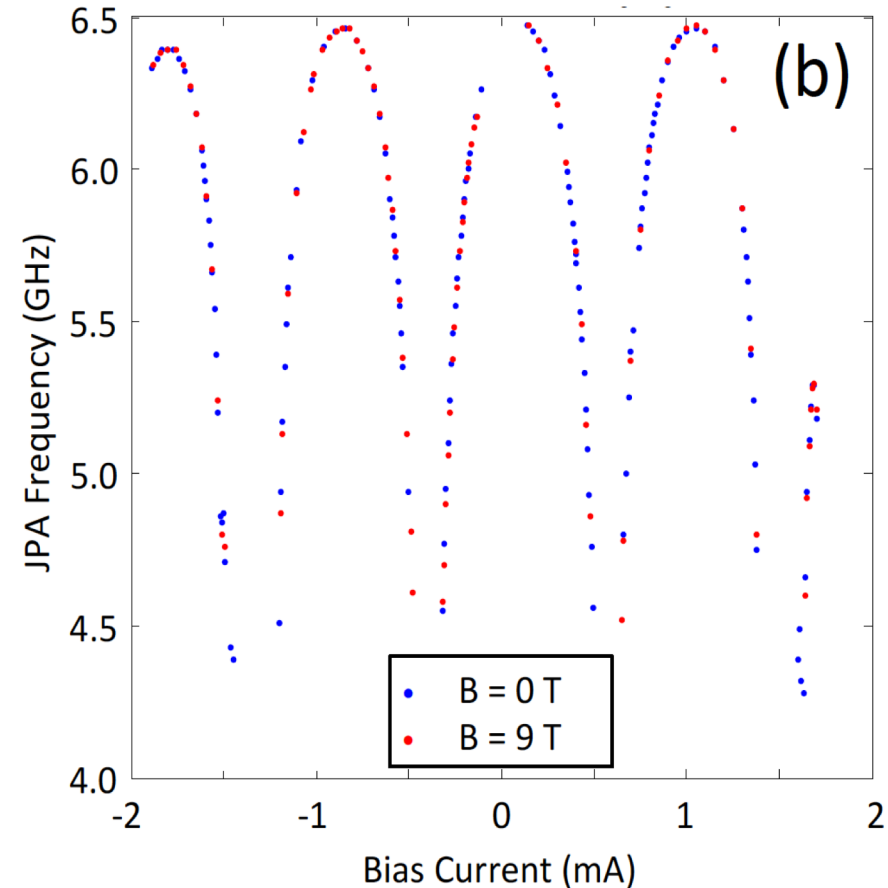 (b)
JPA Frequency (GHz)
6.5
6.0
5.5
5.0
4.5
4.0
B = 0 T
B = 9 T
-2
-1
0
1
2
Bias Current (mA)